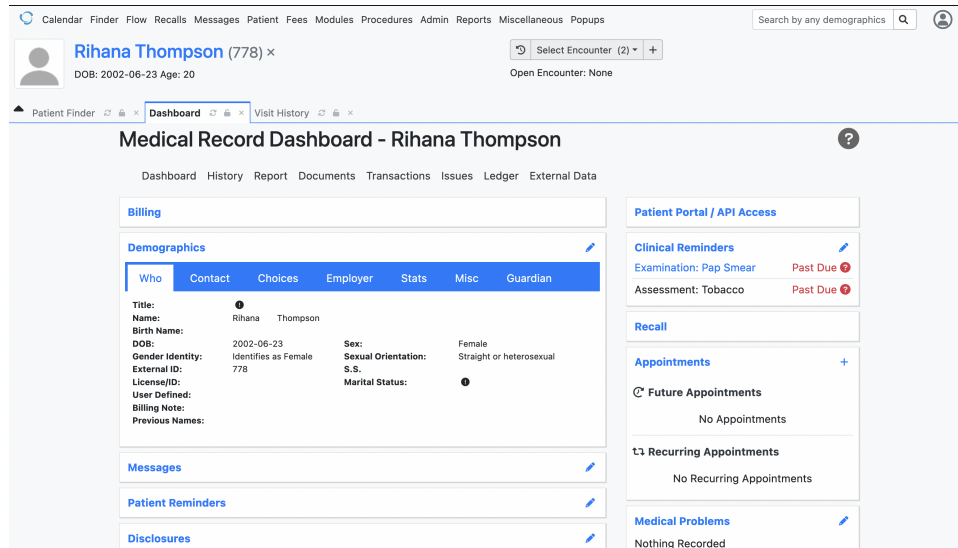 Calendar Finder Flow Recalls Messages Patient Fees Modules Procedures Admin Reports Miscellaneous Popups
Search by any demographics
Rihana Thompson (778) ×
DOB: 2002-06-23 Age: 20
Select Encounter (2)
+
Open Encounter: None
Patient Finder × Dashboard × Visit History ×
Medical Record Dashboard - Rihana Thompson
?
Dashboard History Report Documents Transactions Issues Ledger External Data
Billing
Demographics
Who Contact Choices Employer Stats Misc Guardian
Title:
Name: Rihana Thompson
Birth Name:
DOB: 2002-06-23 Sex: Female
Gender Identity: Identifies as Female Sexual Orientation: Straight or heterosexual
External ID: 778 S.S.
License/ID: Marital Status:
User Defined:
Billing Note:
Previous Names:
Messages
Patient Reminders
Disclosures
Patient Portal / API Access
Clinical Reminders
Examination: Pap Smear Past Due ?
Assessment: Tobacco Past Due ?
Recall
Appointments +
Future Appointments
No Appointments
Recurring Appointments
No Recurring Appointments
Medical Problems
Nothing Recorded